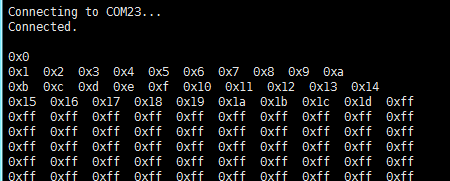 Connecting to COM23...
Connected.
0x0
0x1 0x2 0x3 0x4 0x5 0x6 0x7 0x8 0x9 0xa
0xb 0xc 0xd 0xe 0xf 0x10 0x11 0x12 0x13 0x14
0x15 0x16 0x17 0x18 0x19 0x1a 0x1b 0x1c 0x1d 0xff
0xff 0xff 0xff 0xff 0xff 0xff 0xff 0xff 0xff 0xff
0xff 0xff 0xff 0xff 0xff 0xff 0xff 0xff 0xff 0xff
0xff 0xff 0xff 0xff 0xff 0xff 0xff 0xff 0xff 0xff
0xff 0xff 0xff 0xff 0xff 0xff 0xff 0xff 0xff 0xff
0xff 0xff 0xff 0xff 0xff 0xff 0xff 0xff 0xff 0xff